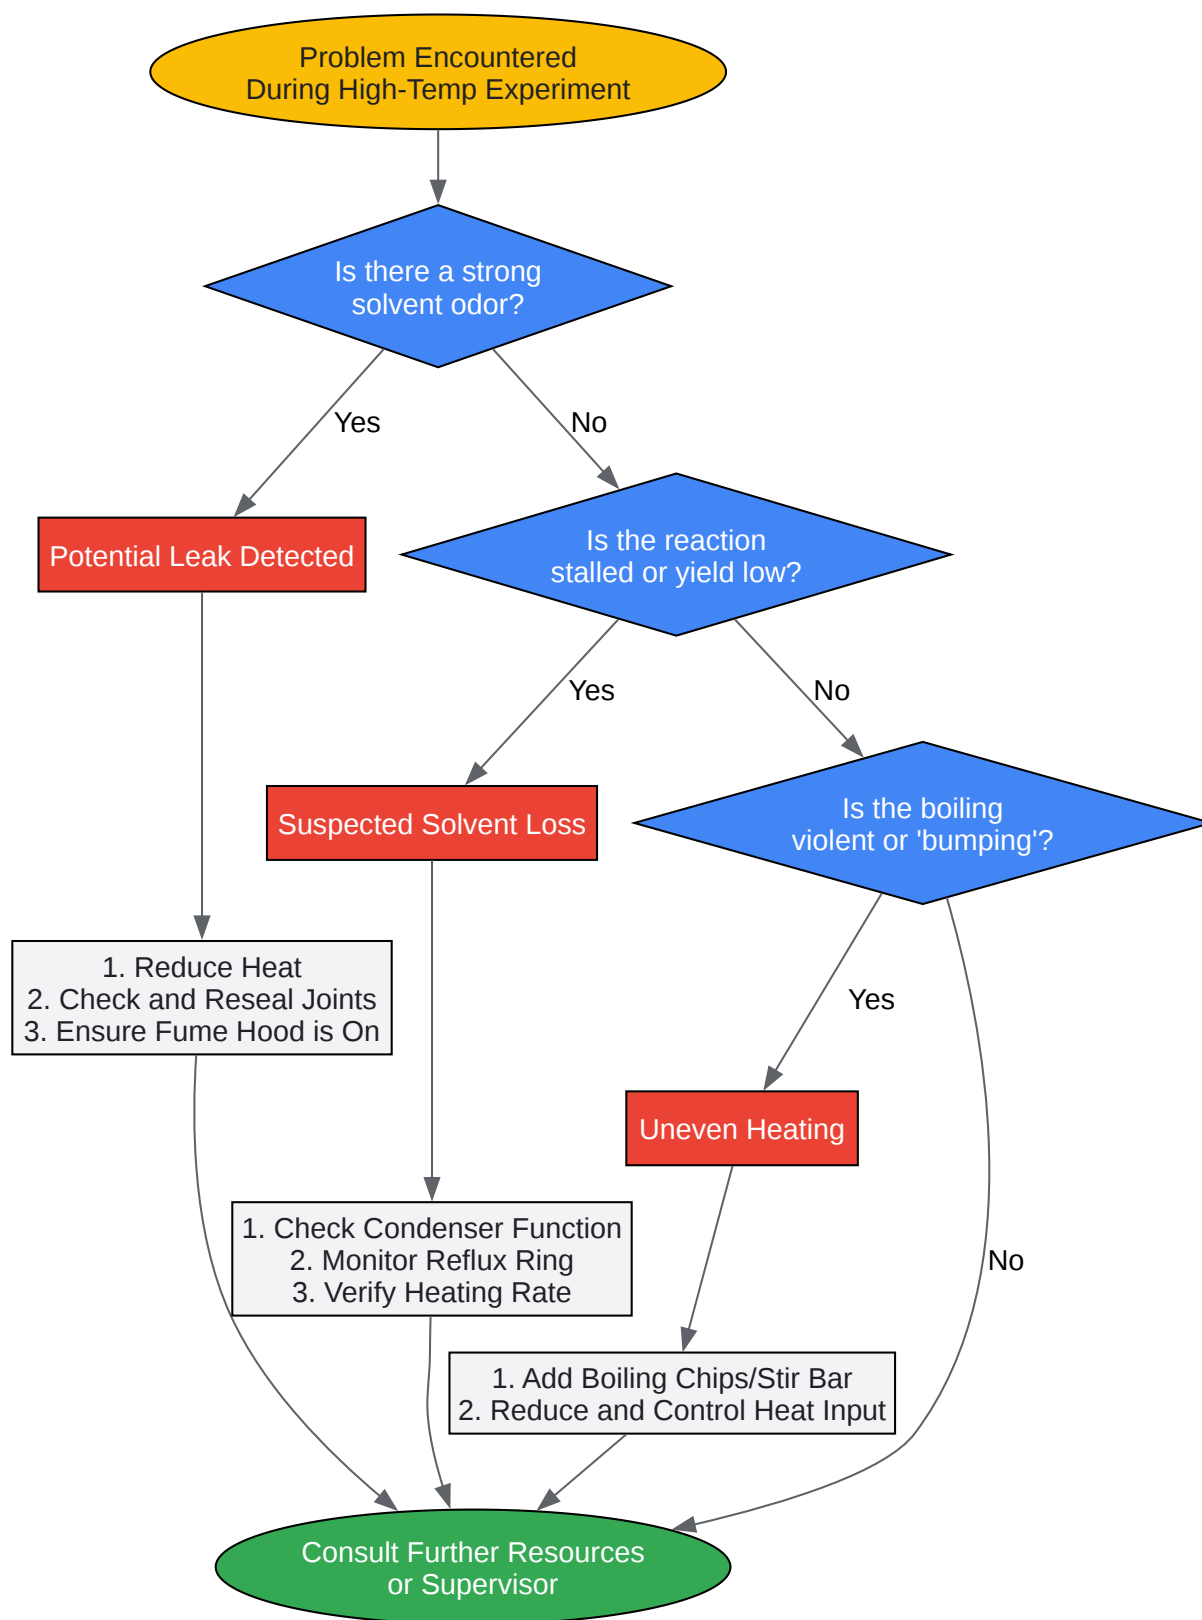 Problem Encountered
During High-Temp Experiment
Is there a strong
solvent odor?
Yes
No
Potential Leak Detected
Is the reaction
stalled or yield low?
Yes
No
Suspected Solvent Loss
Is the boiling
violent or 'bumping'?
1. Reduce Heat
2. Check and Reseal Joints
3. Ensure Fume Hood is On
Yes
Uneven Heating
1. Check Condenser Function
2. Monitor Reflux Ring
3. Verify Heating Rate
No
1. Add Boiling Chips/Stir Bar
2. Reduce and Control Heat Input
Consult Further Resources
or Supervisor